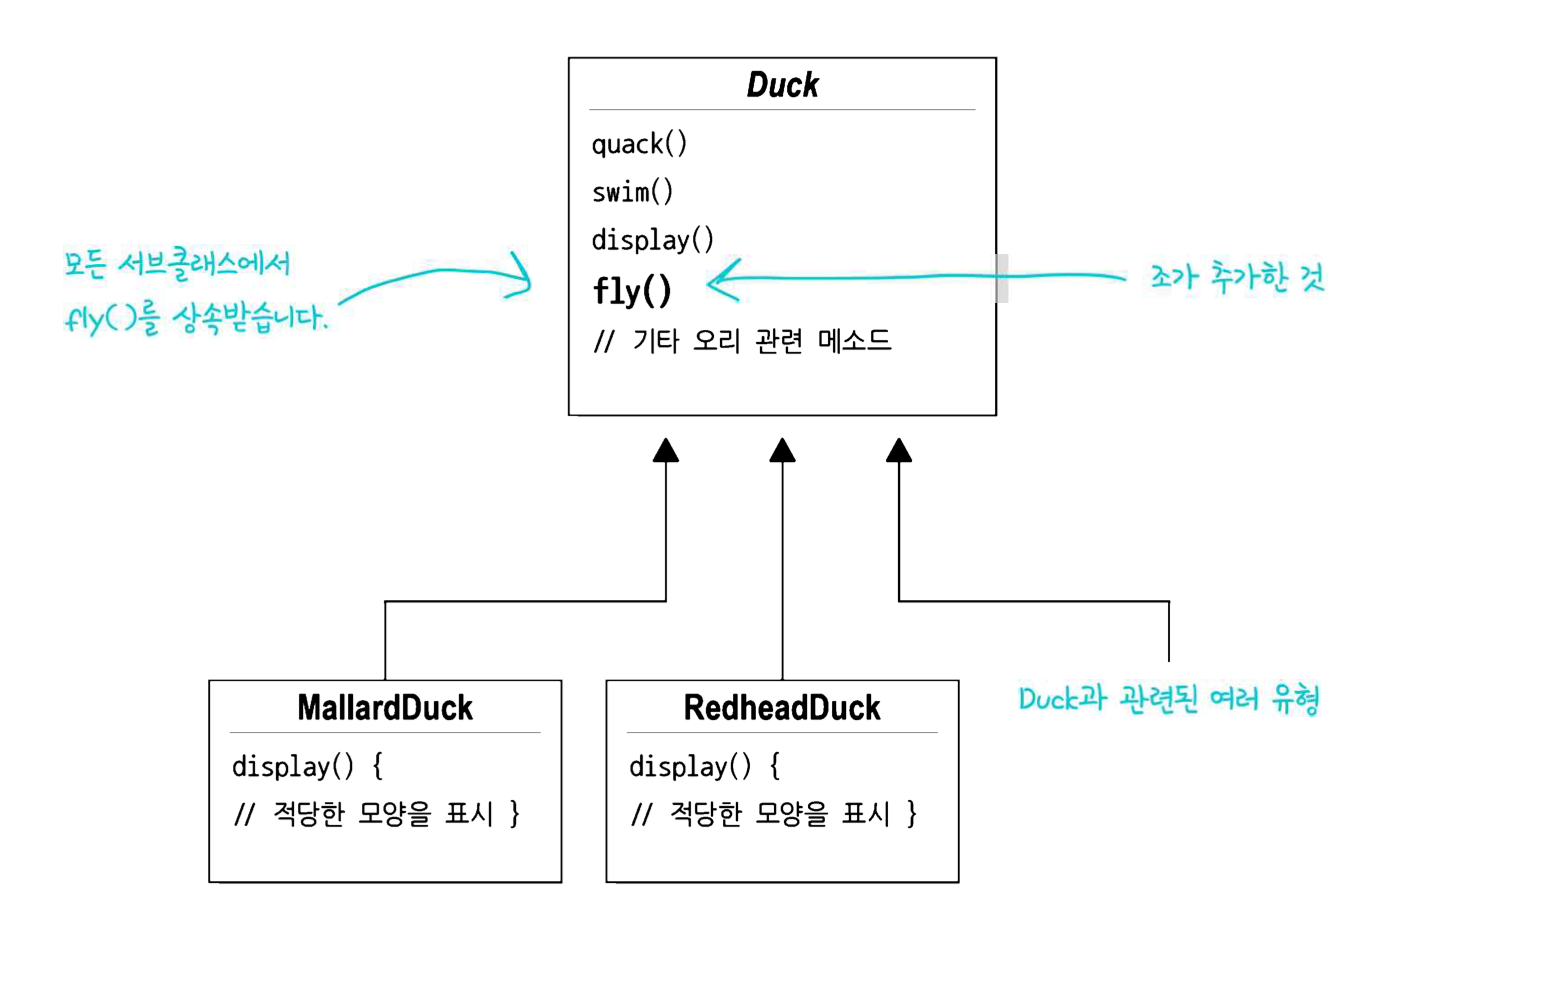 Duck
quack()
swim()
display()
fly()
// 기타 오리 관련 메소드
모든 서브클래스에서
fly()를 상속받습니다.
조가 추가한 것
MallardDuck
display() {
// 적당한 모양을 표시 }
RedheadDuck
display() {
// 적당한 모양을 표시 }
Duck과 관련된 여러 유형